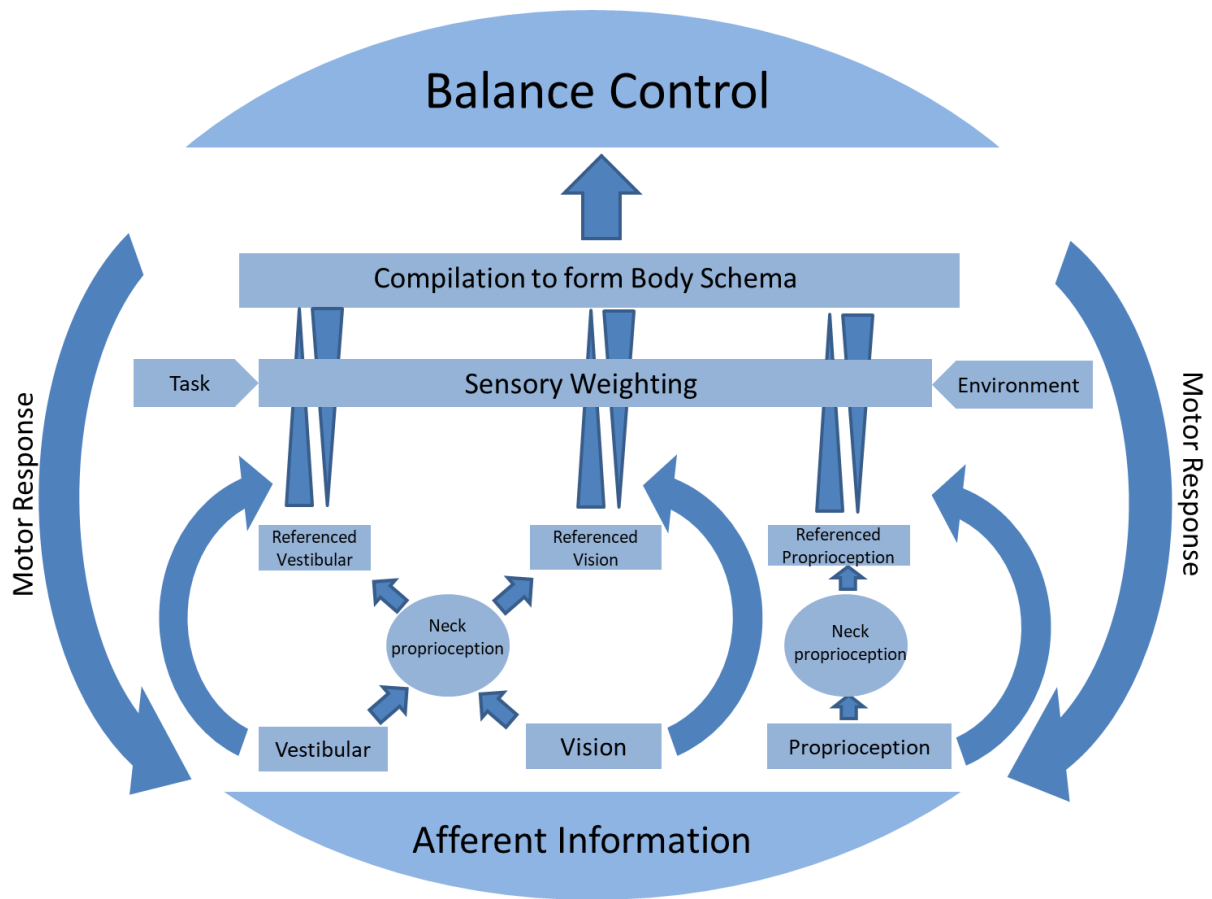 Balance Control
Compilation to form Body Schema
Task
Sensory Weighting
Environment
Motor Response
Motor Response
Referenced
Vestibular
Referenced
Vision
Referenced
Proprioception
Neck
proprioception
Neck
proprioception
Vestibular
Vision
Proprioception
Afferent Information